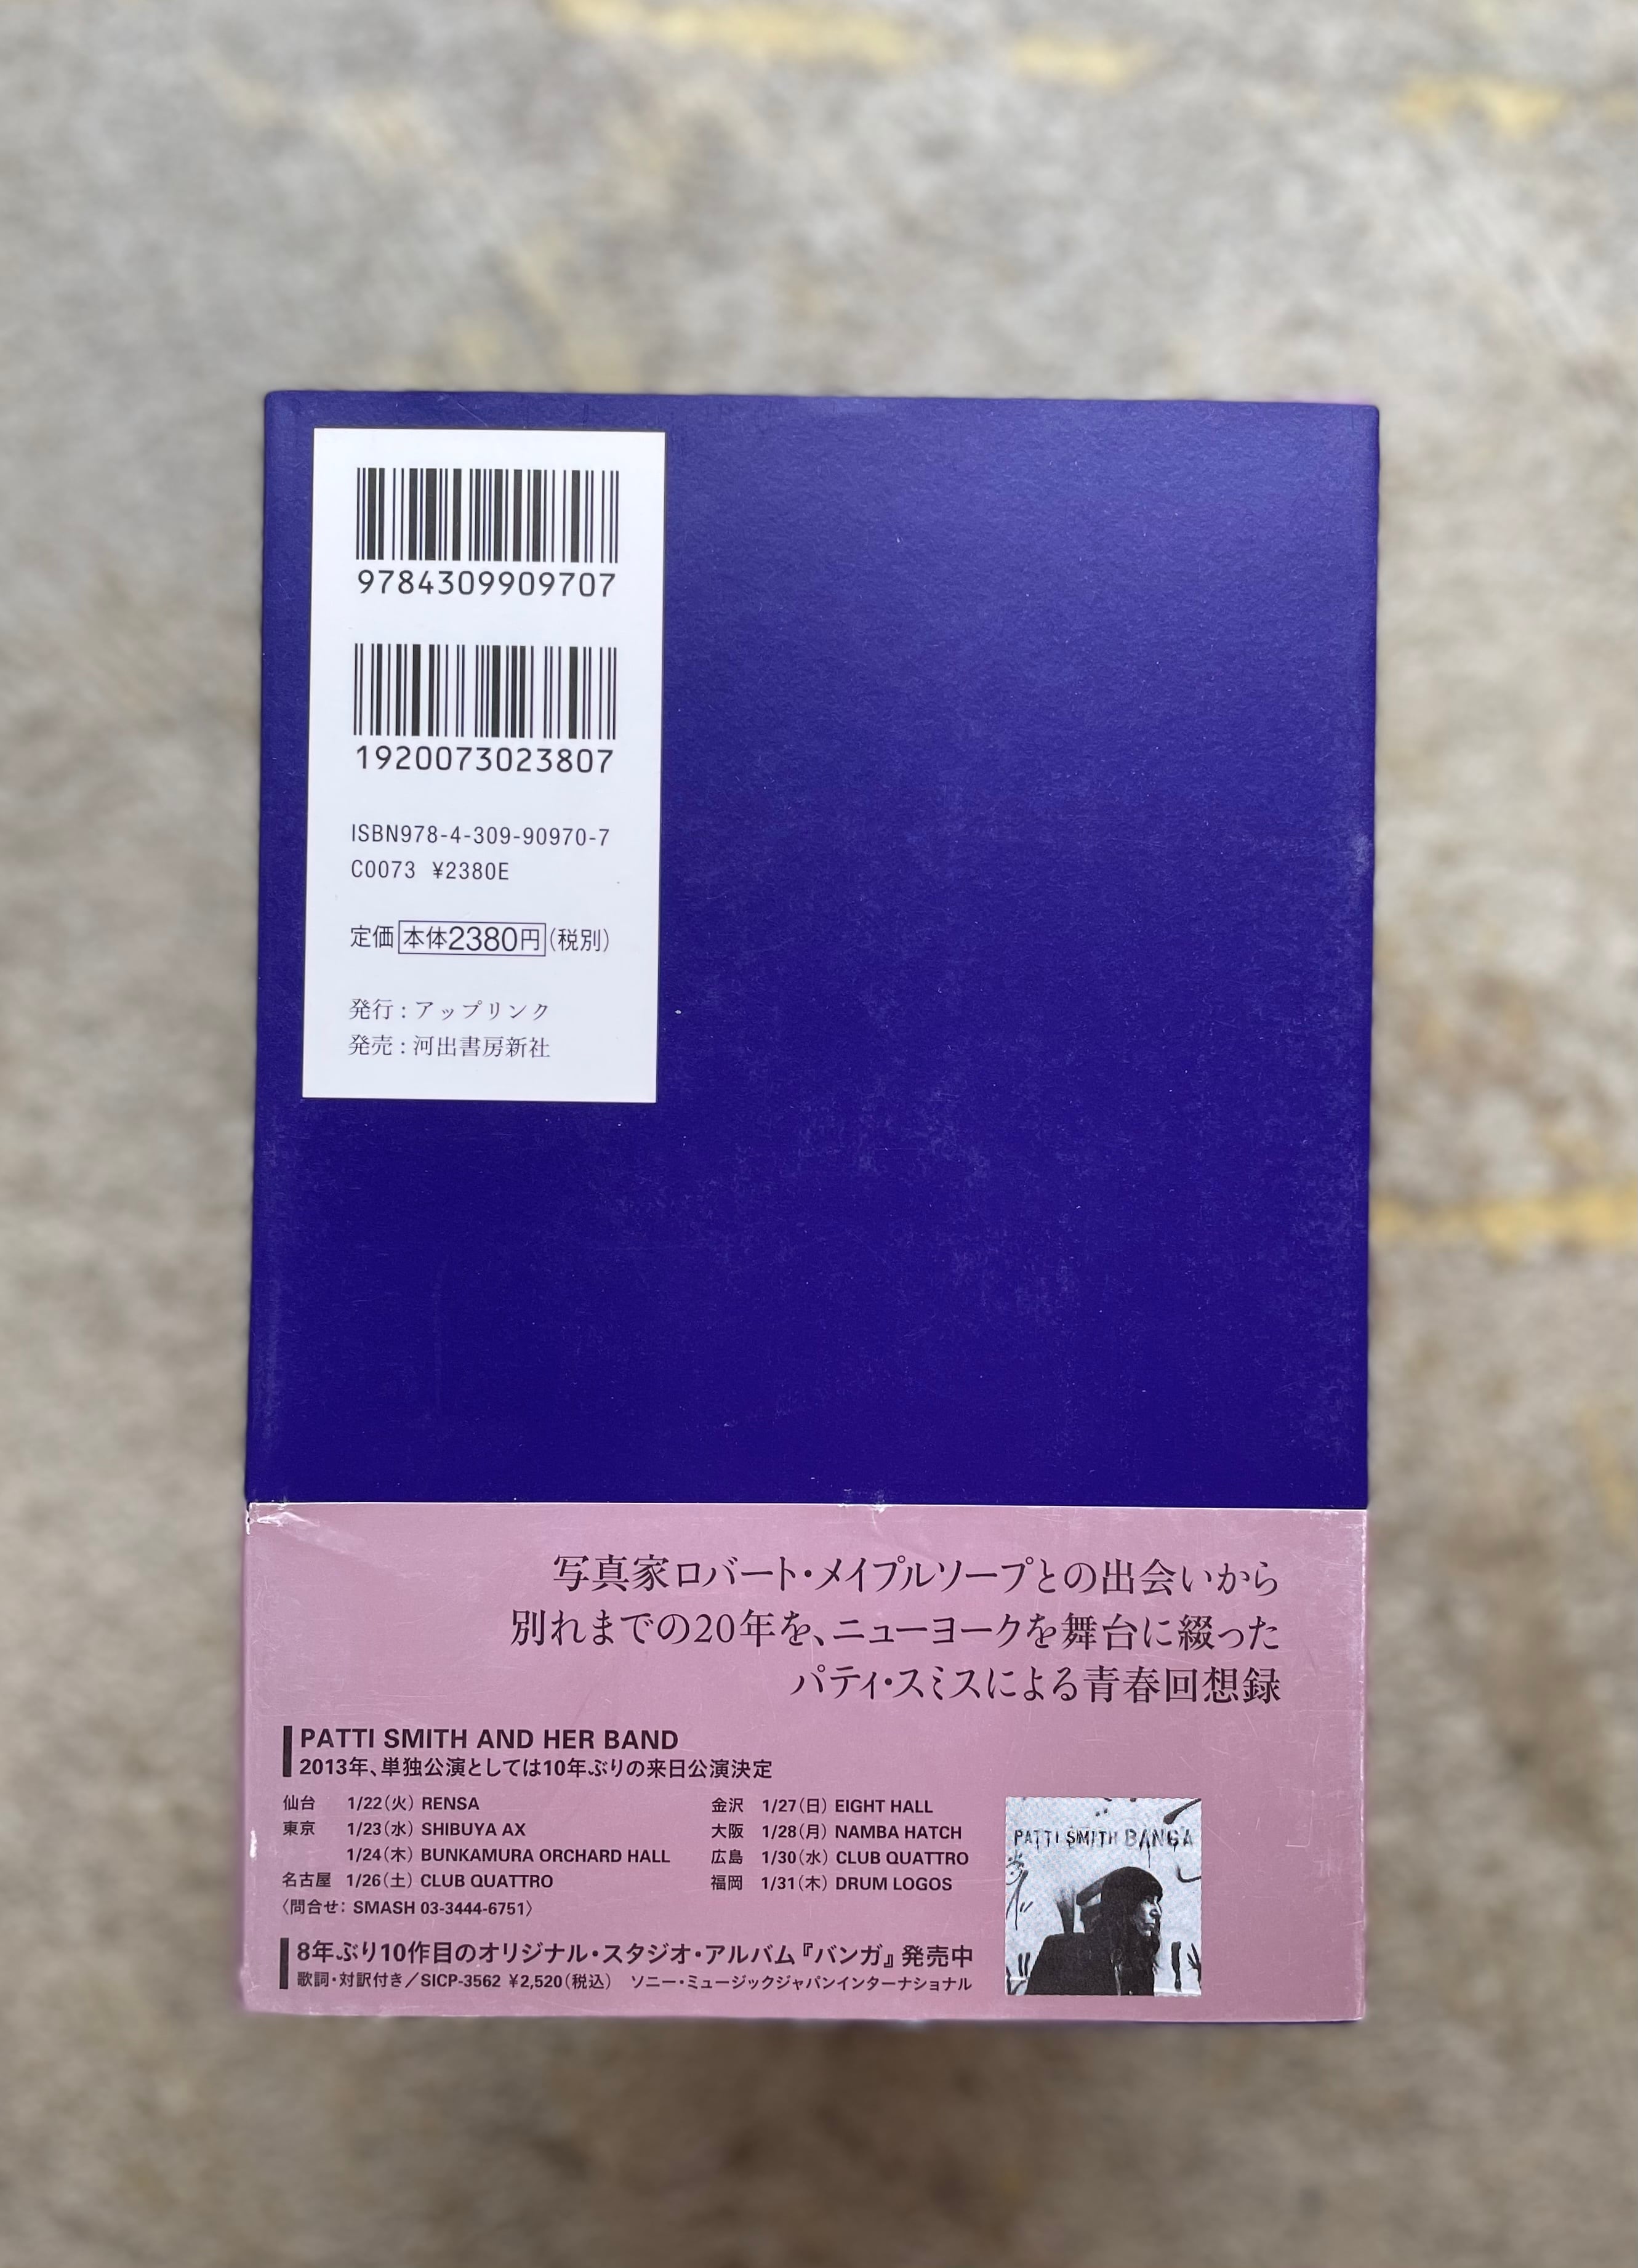 9784309909707
1920073023807
ISBN978-4-309-90970-7
C0073 ¥2380E
定価 本体2380円(税別)
発行：アップリンク
発売：河出書房新社
写真家ロバート・メイプルソープとの出会いから
別れまでの20年を、ニューヨークを舞台に綴った
パティ・スミスによる青春回想録
PATTI SMITH AND HER BAND
2013年、単独公演としては10年ぶりの来日公演決定
仙台 1/22（火） RENSA
東京 1/23（水） SHIBUYA AX
1/24（木） BUNKAMURA ORCHARD HALL
名古屋 1/26（土） CLUB QUATTRO
〈問合せ： SMASH 03-3444-6751〉
金沢 1/27（日） EIGHT HALL
大阪 1/28（月） NAMBA HATCH
広島 1/30（水） CLUB QUATTRO
福岡 1/31（木） DRUM LOGOS
8年ぶり10作目のオリジナル・スタジオ・アルバム『バンガ』発売中
歌詞・対訳付き／SICP-3562 ¥2,520（税込） ソニー・ミュージックジャパンインターナショナル
PATTI SMITH BANGA